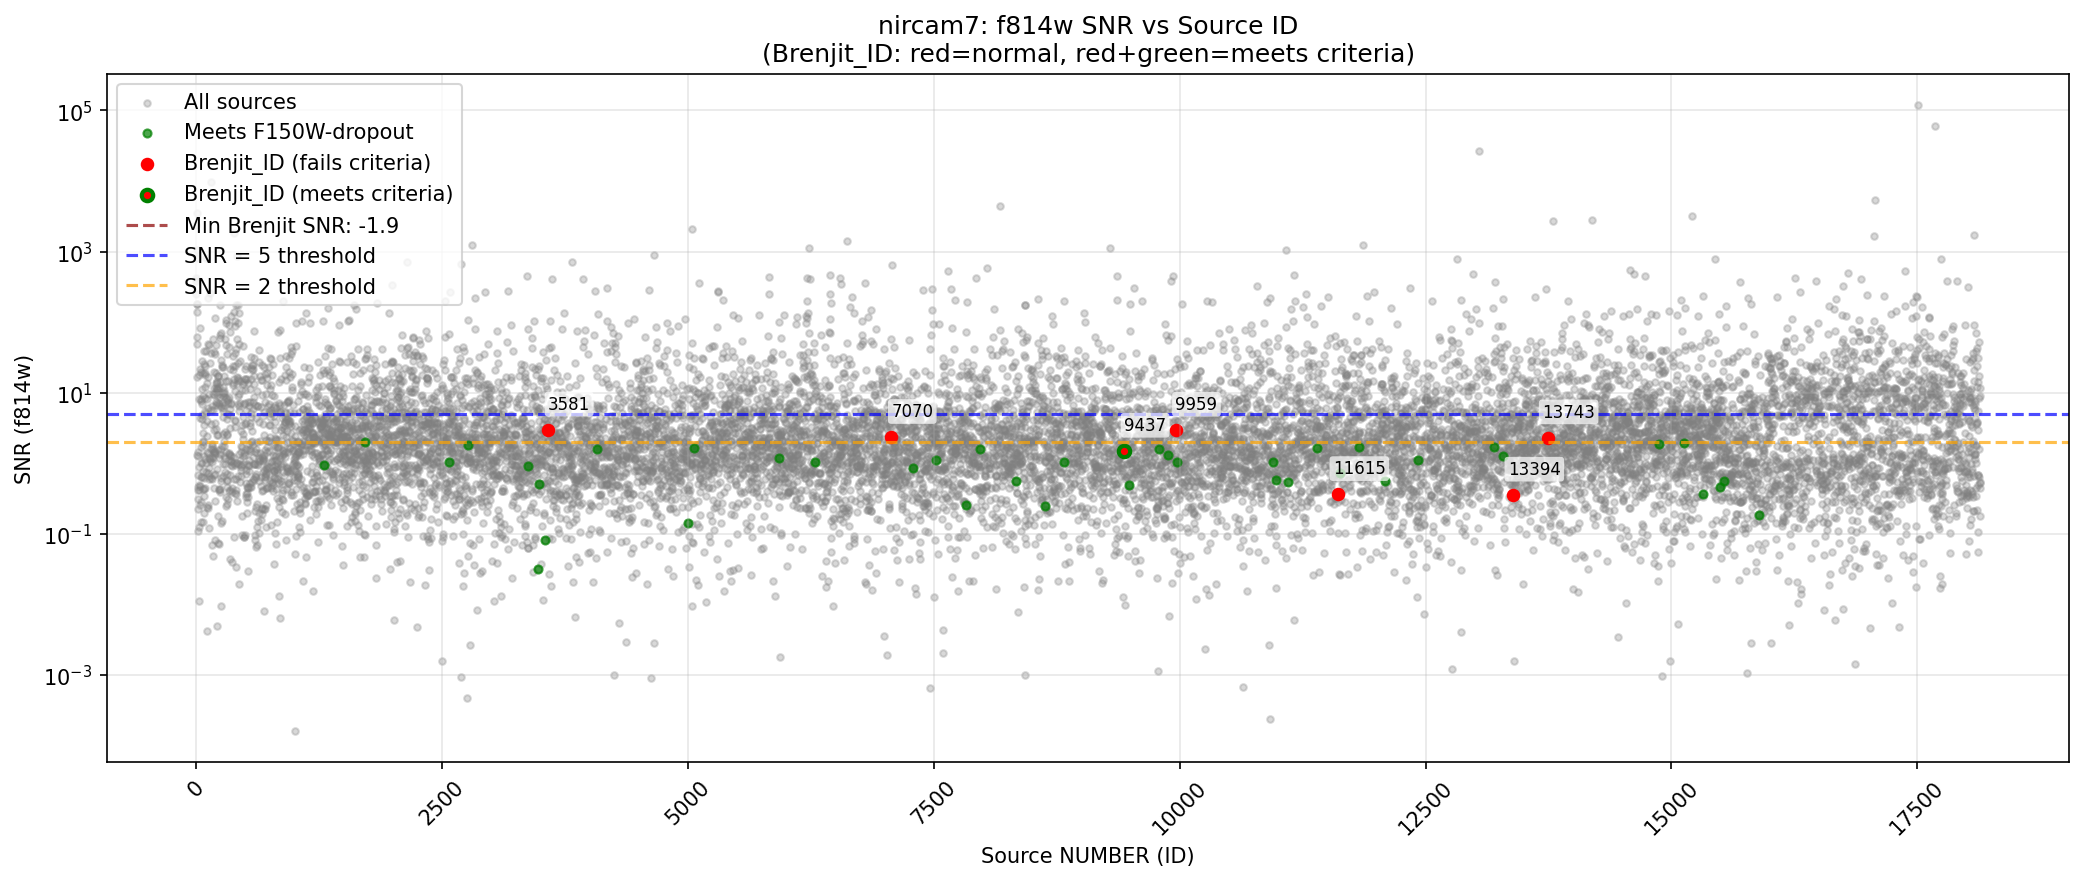 nircam7: f814w SNR vs Source ID
(Brenjit_ID: red=normal, red+green=meets criteria)
All sources
Meets F150W-dropout
Brenjit_ID (fails criteria)
Brenjit_ID (meets criteria)
Min Brenjit SNR: -1.9
SNR = 5 threshold
SNR = 2 threshold
SNR (f814w)
10^5
10^3
10^1
10^-1
10^-3
3581
7070
9437
9959
11615
13394
13743
0
2500
5000
7500
10000
12500
15000
17500
Source NUMBER (ID)